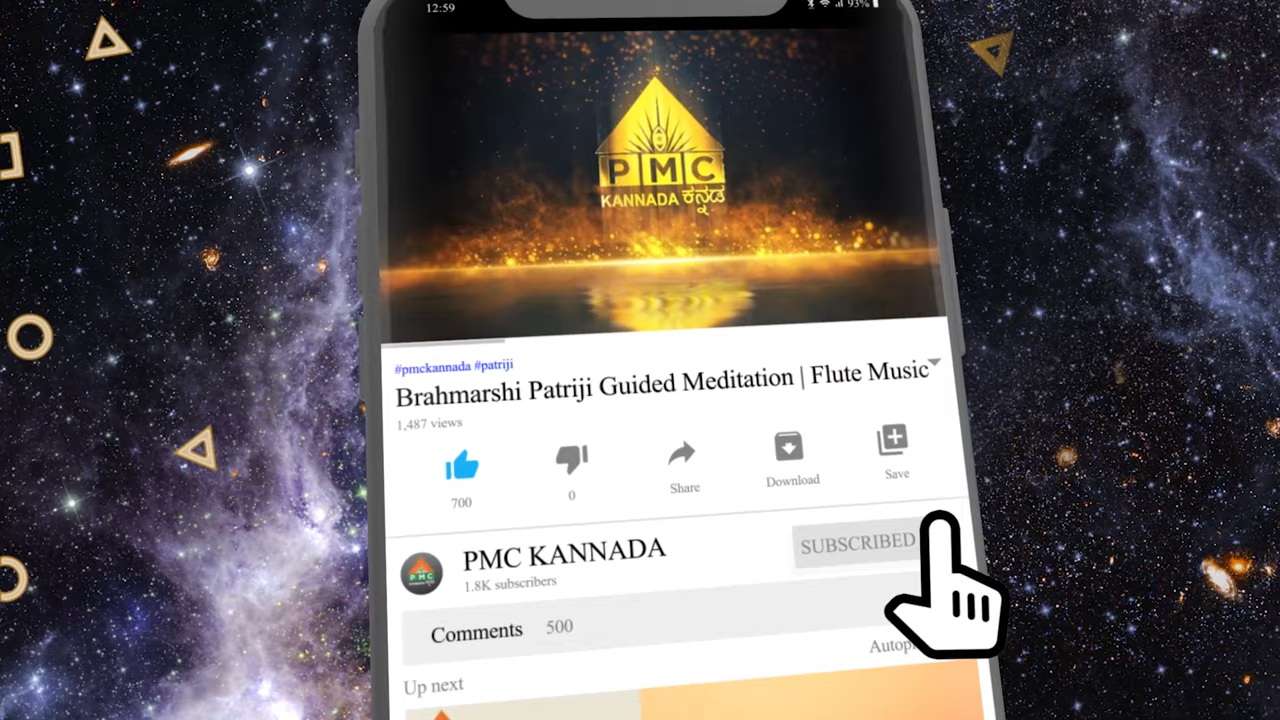 12:59
93%
PMC
KANNADA ಕನ್ನಡ
#pmckannada #patriji
Brahmarshi Patriji Guided Meditation | Flute Music
1,487 views
700
0
Share
Download
Save
PMC
PMC KANNADA
SUBSCRIBED
1.8K subscribers
Comments 500
Up next